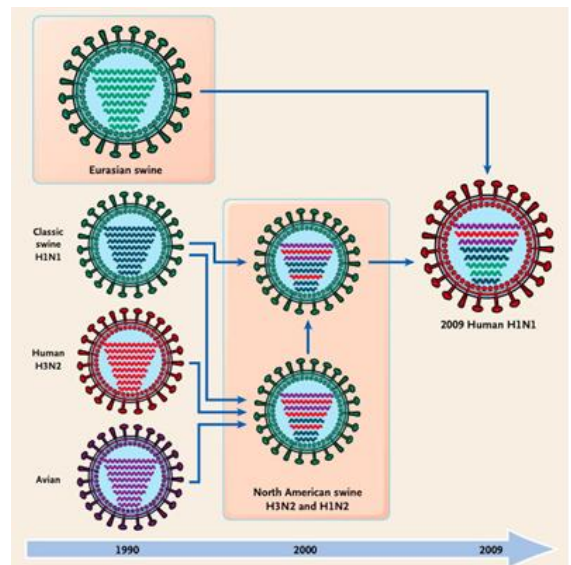 Eurasian swine
Classic
swine
H1N1
Human
H3N2
Avian
North American swine
H3N2 and H1N2
2009 Human H1N1
1990
2000
2009